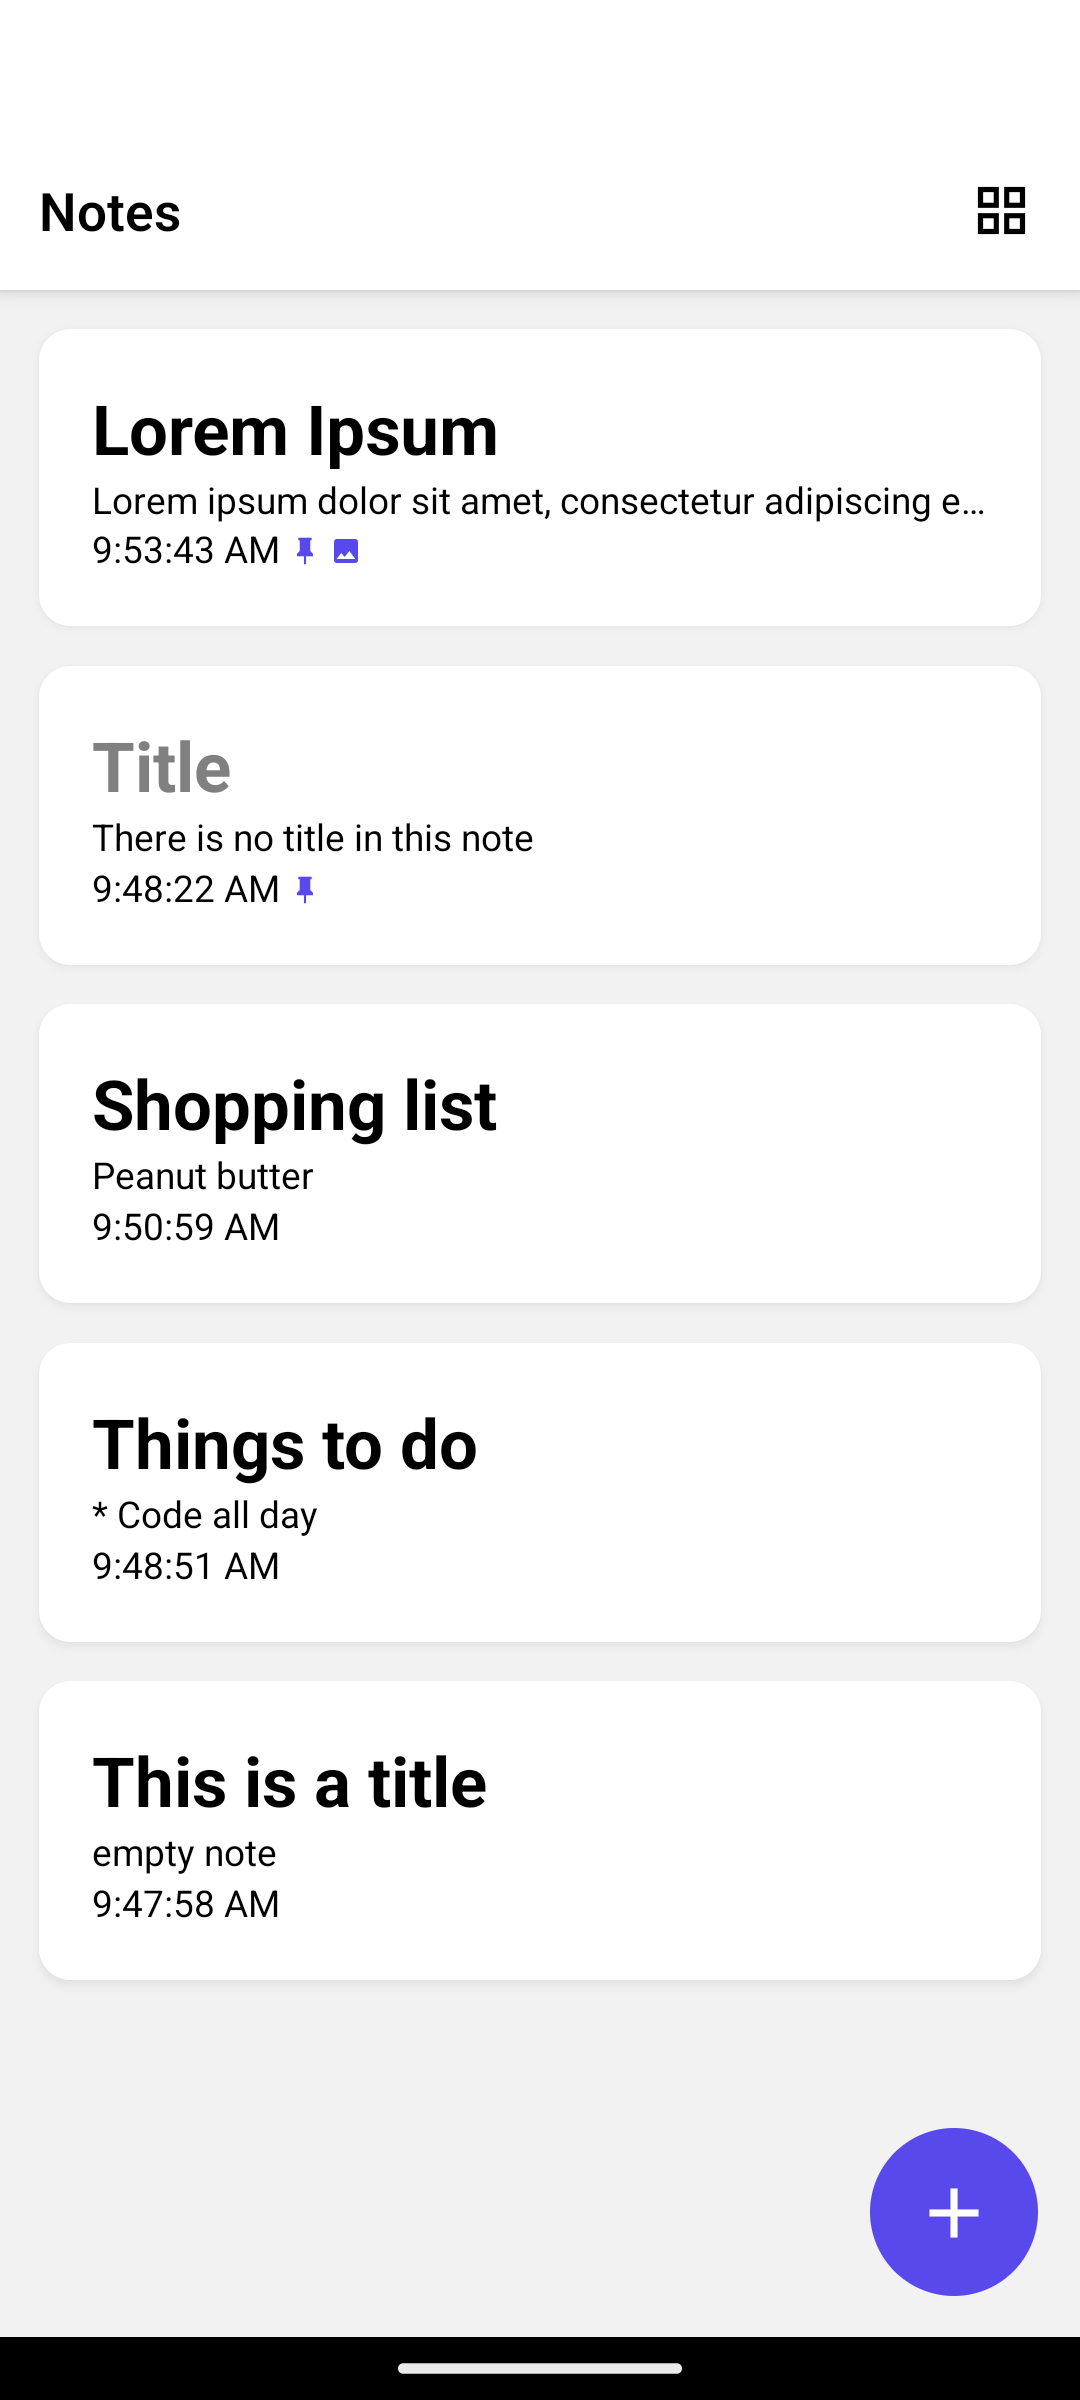 Notes
Lorem Ipsum
Lorem ipsum dolor sit amet, consectetur adipiscing e...
9:53:43 AM
Title
There is no title in this note
9:48:22 AM
Shopping list
Peanut butter
9:50:59 AM
Things to do
* Code all day
9:48:51 AM
This is a title
empty note
9:47:58 AM